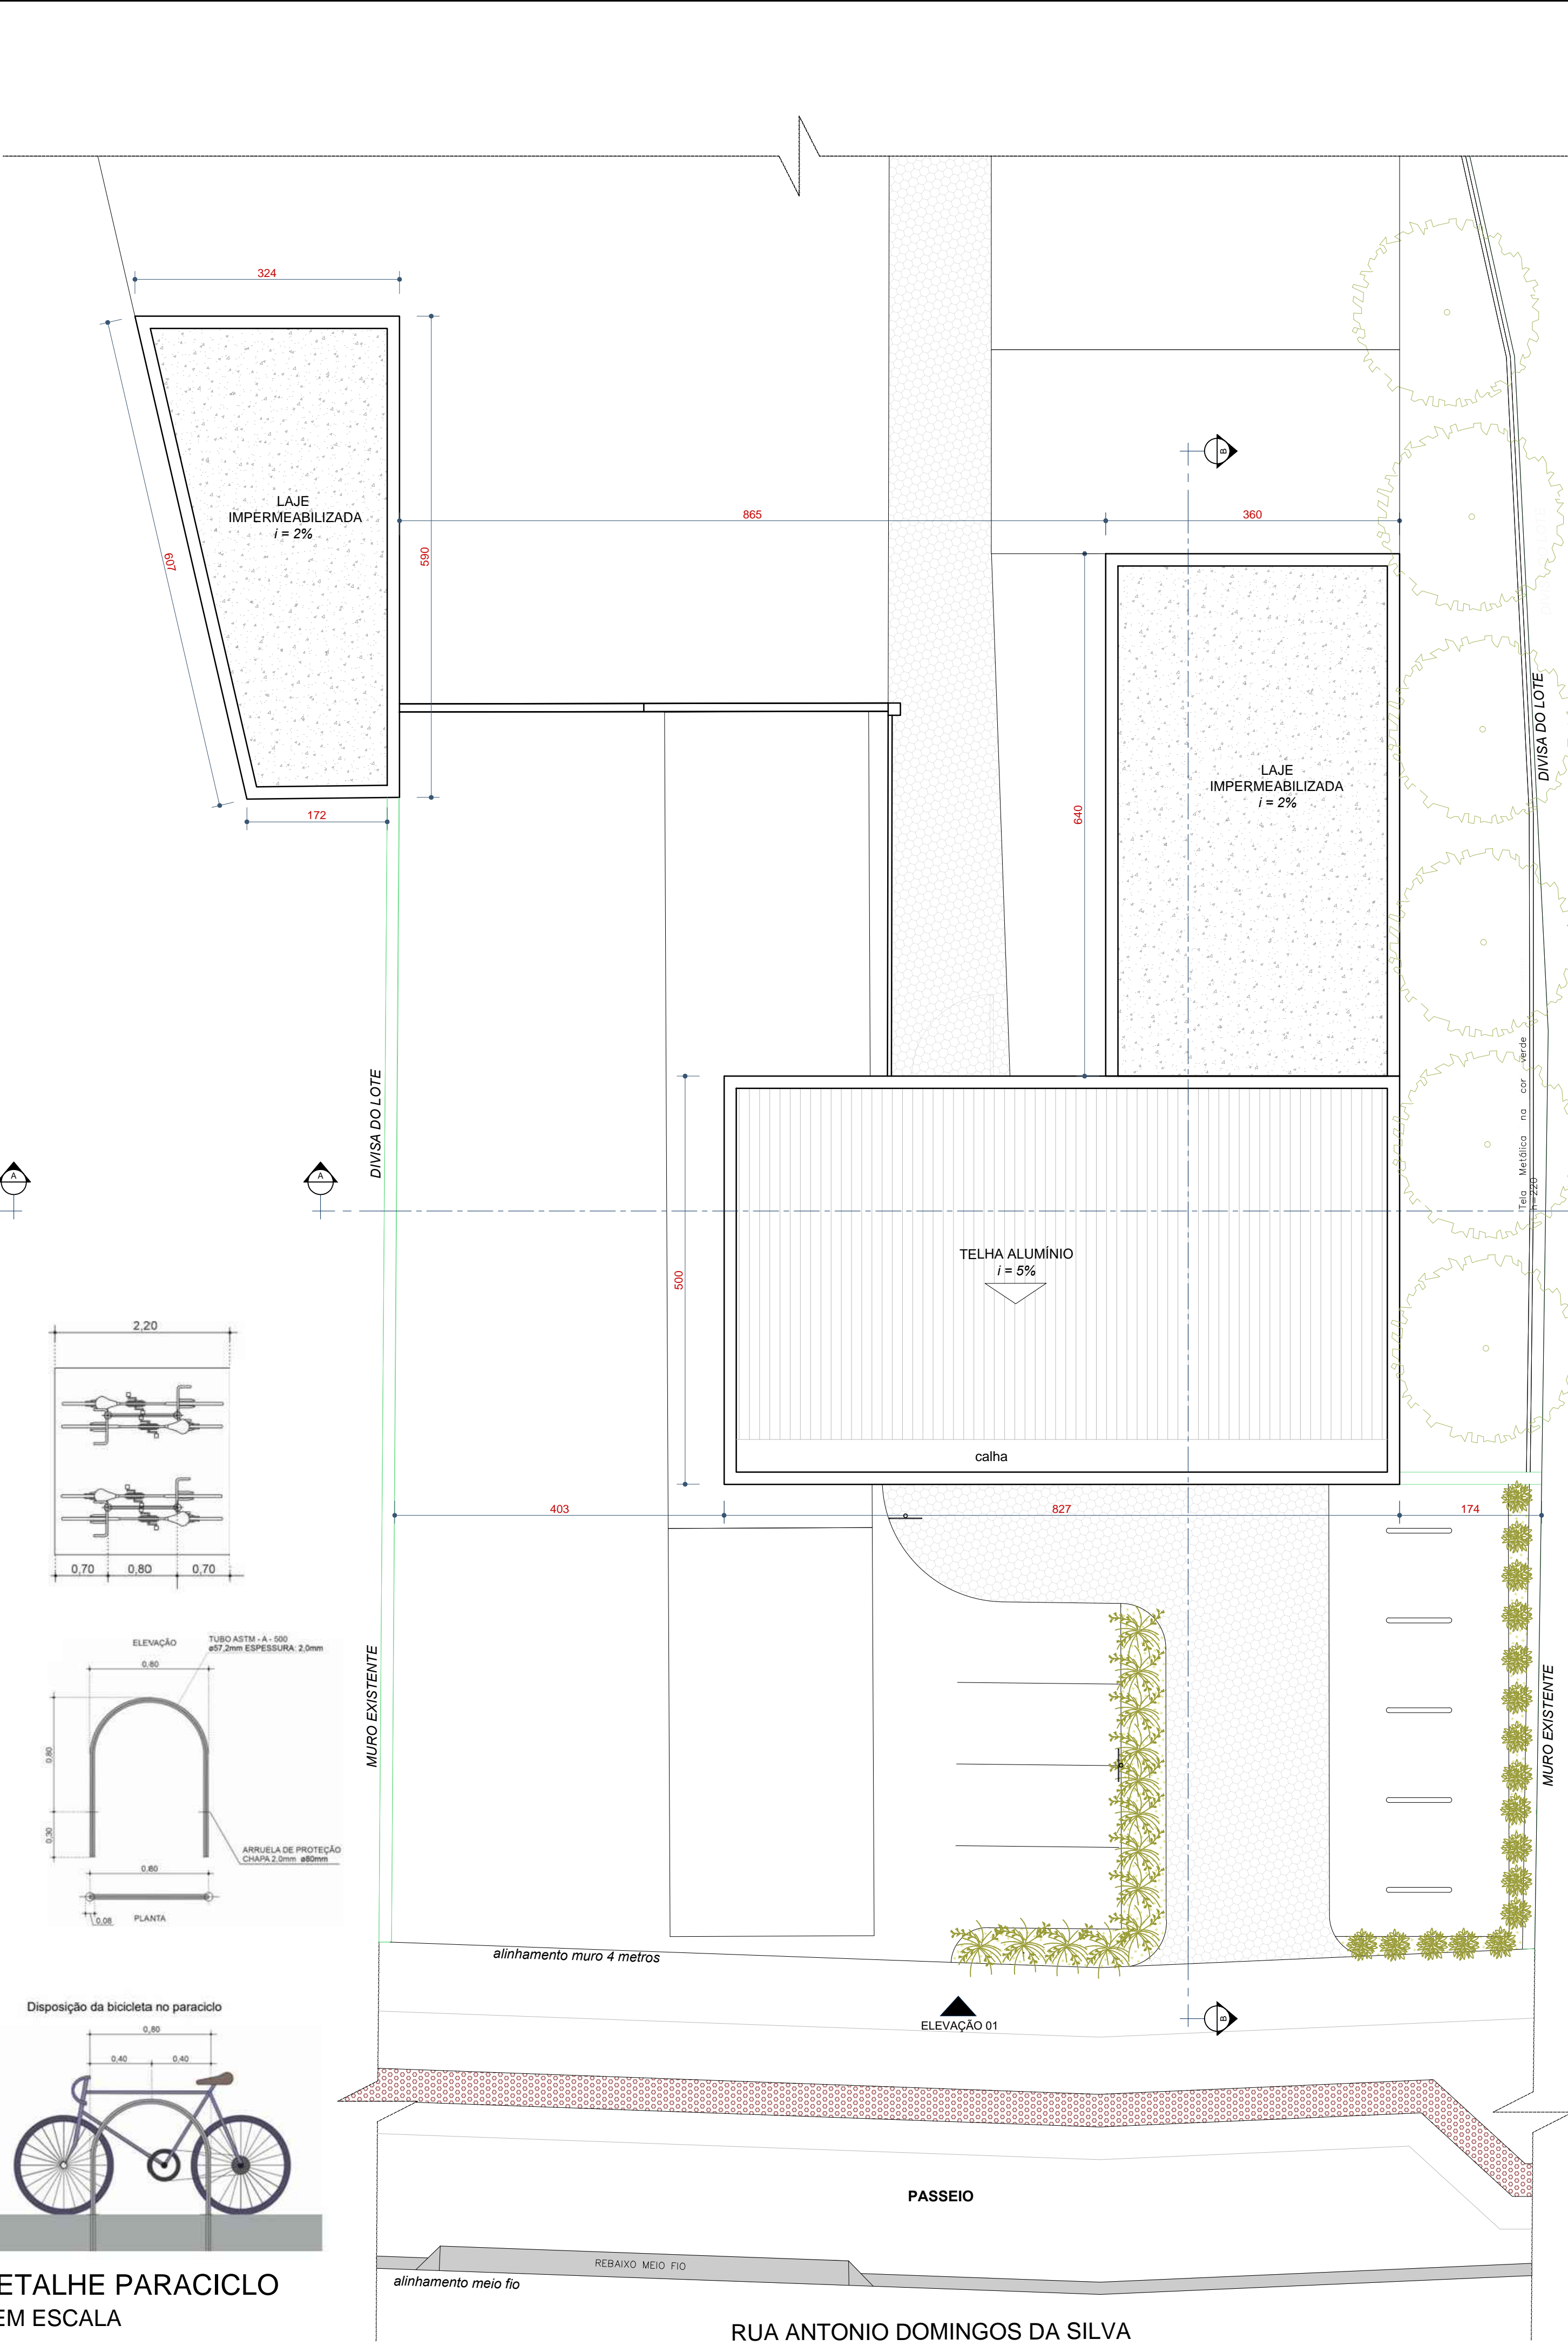 324
LAJE
IMPERMEABILIZADA
i = 2%
607
590
172
865
360
B
LAJE
IMPERMEABILIZADA
i = 2%
640
DIVISA DO LOTE
DIVISA DO LOTE
Tela Metálica na cor verde
h=220
A
A
TELHA ALUMÍNIO
i = 5%
500
calha
403
827
174
2,20
0,70
0,80
0,70
ELEVAÇÃO
TUBO ASTM - A - 500
ø57,2mm ESPESSURA: 2,0mm
0,80
0,80
0,30
ARRUELA DE PROTEÇÃO
CHAPA 2,0mm ø80mm
0,80
0,08
PLANTA
MURO EXISTENTE
MURO EXISTENTE
alinhamento muro 4 metros
ELEVAÇÃO 01
B
Disposição da bicicleta no paraciclo
0,80
0,40
0,40
PASSEIO
REBAIXO MEIO FIO
alinhamento meio fio
ETALHE PARACICLO
EM ESCALA
RUA ANTONIO DOMINGOS DA SILVA